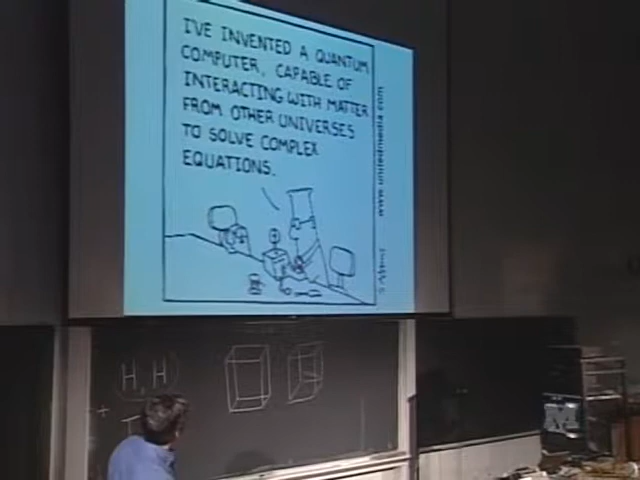 I'VE INVENTED A QUANTUM
COMPUTER, CAPABLE OF
INTERACTING WITH MATTER
FROM OTHER UNIVERSES
TO SOLVE COMPLEX
EQUATIONS.
www.unitedmedia.com
H, H
+ T